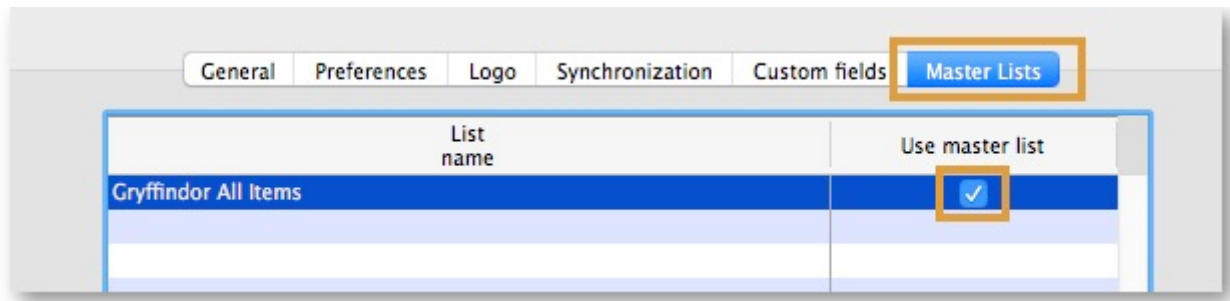 General Preferences Logo Synchronization Custom fields Master Lists
List
name
Use master list
Gryffindor All Items